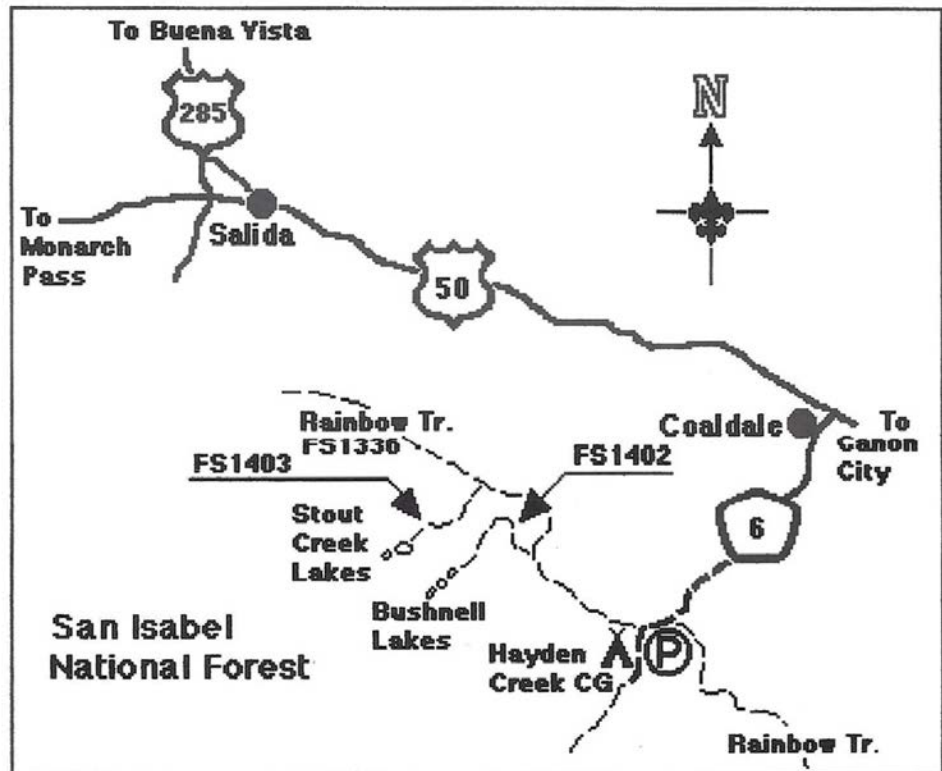 To Buena Vista
285
N
To
Monarch
Pass
Salida
50
Rainbow Tr.
FS1336
FS1403
FS1402
Coaldale
To
Canon
City
Stout
Creek
Lakes
6
Bushnell
Lakes
San Isabel
National Forest
Hayden
Creek CG
P
Rainbow Tr.